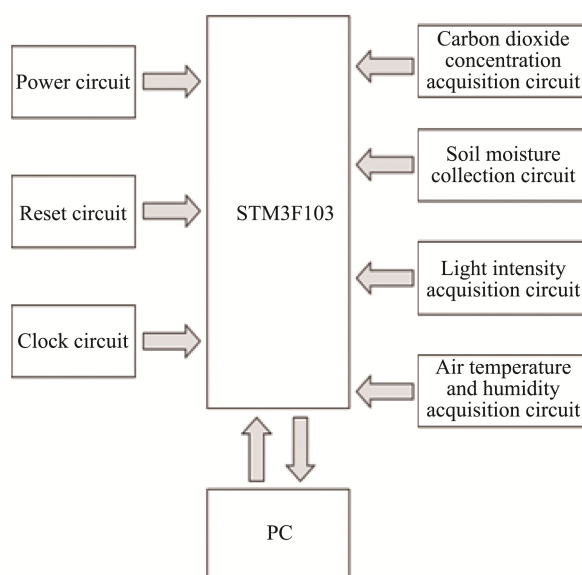 Power circuit
Reset circuit
Clock circuit
STM3F103
Carbon dioxide
concentration
acquisition circuit
Soil moisture
collection circuit
Light intensity
acquisition circuit
Air temperature
and humidity
acquisition circuit
PC